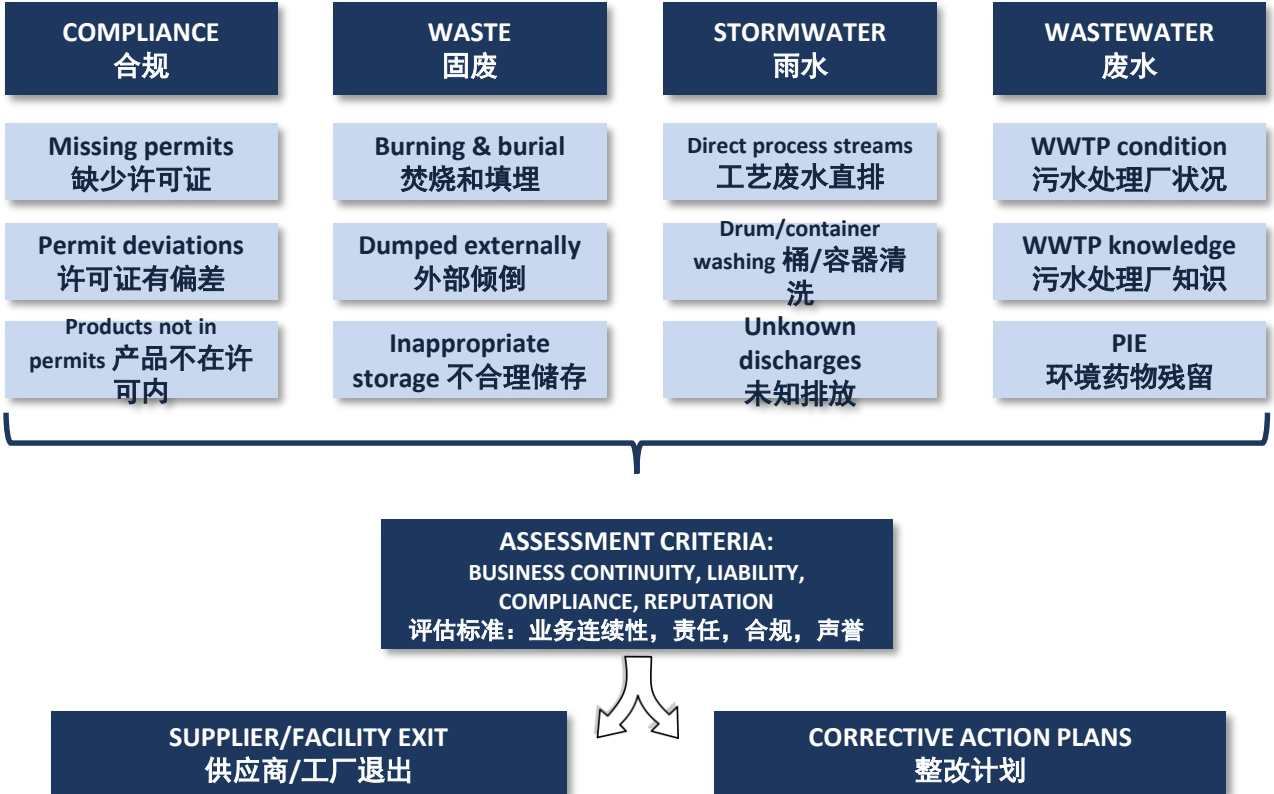 COMPLIANCE
合规
WASTE
固废
STORMWATER
雨水
WASTEWATER
废水
Missing permits
缺少许可证
Burning & burial
焚烧和填埋
Direct process streams
工艺废水直排
WWTP condition
污水处理厂状况
Permit deviations
许可证有偏差
Dumped externally
外部倾倒
Drum/container
washing 桶/容器清
洗
WWTP knowledge
污水处理厂知识
Products not in
permits 产品不在许
可内
Inappropriate
storage 不合理储存
Unknown
discharges
未知排放
PIE
环境药物残留
ASSESSMENT CRITERIA:
BUSINESS CONTINUITY, LIABILITY,
COMPLIANCE, REPUTATION
评估标准：业务连续性，责任，合规，声誉
SUPPLIER/FACILITY EXIT
供应商/工厂退出
CORRECTIVE ACTION PLANS
整改计划